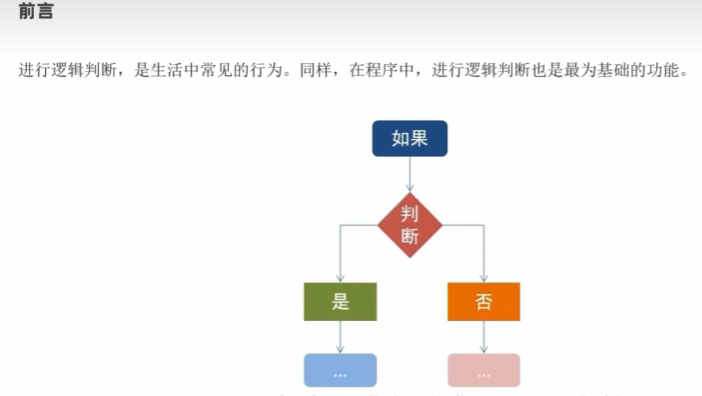 前言
进行逻辑判断，是生活中常见的行为。同样，在程序中，进行逻辑判断也是最为基础的功能。
如果
判
断
是
否
...
...